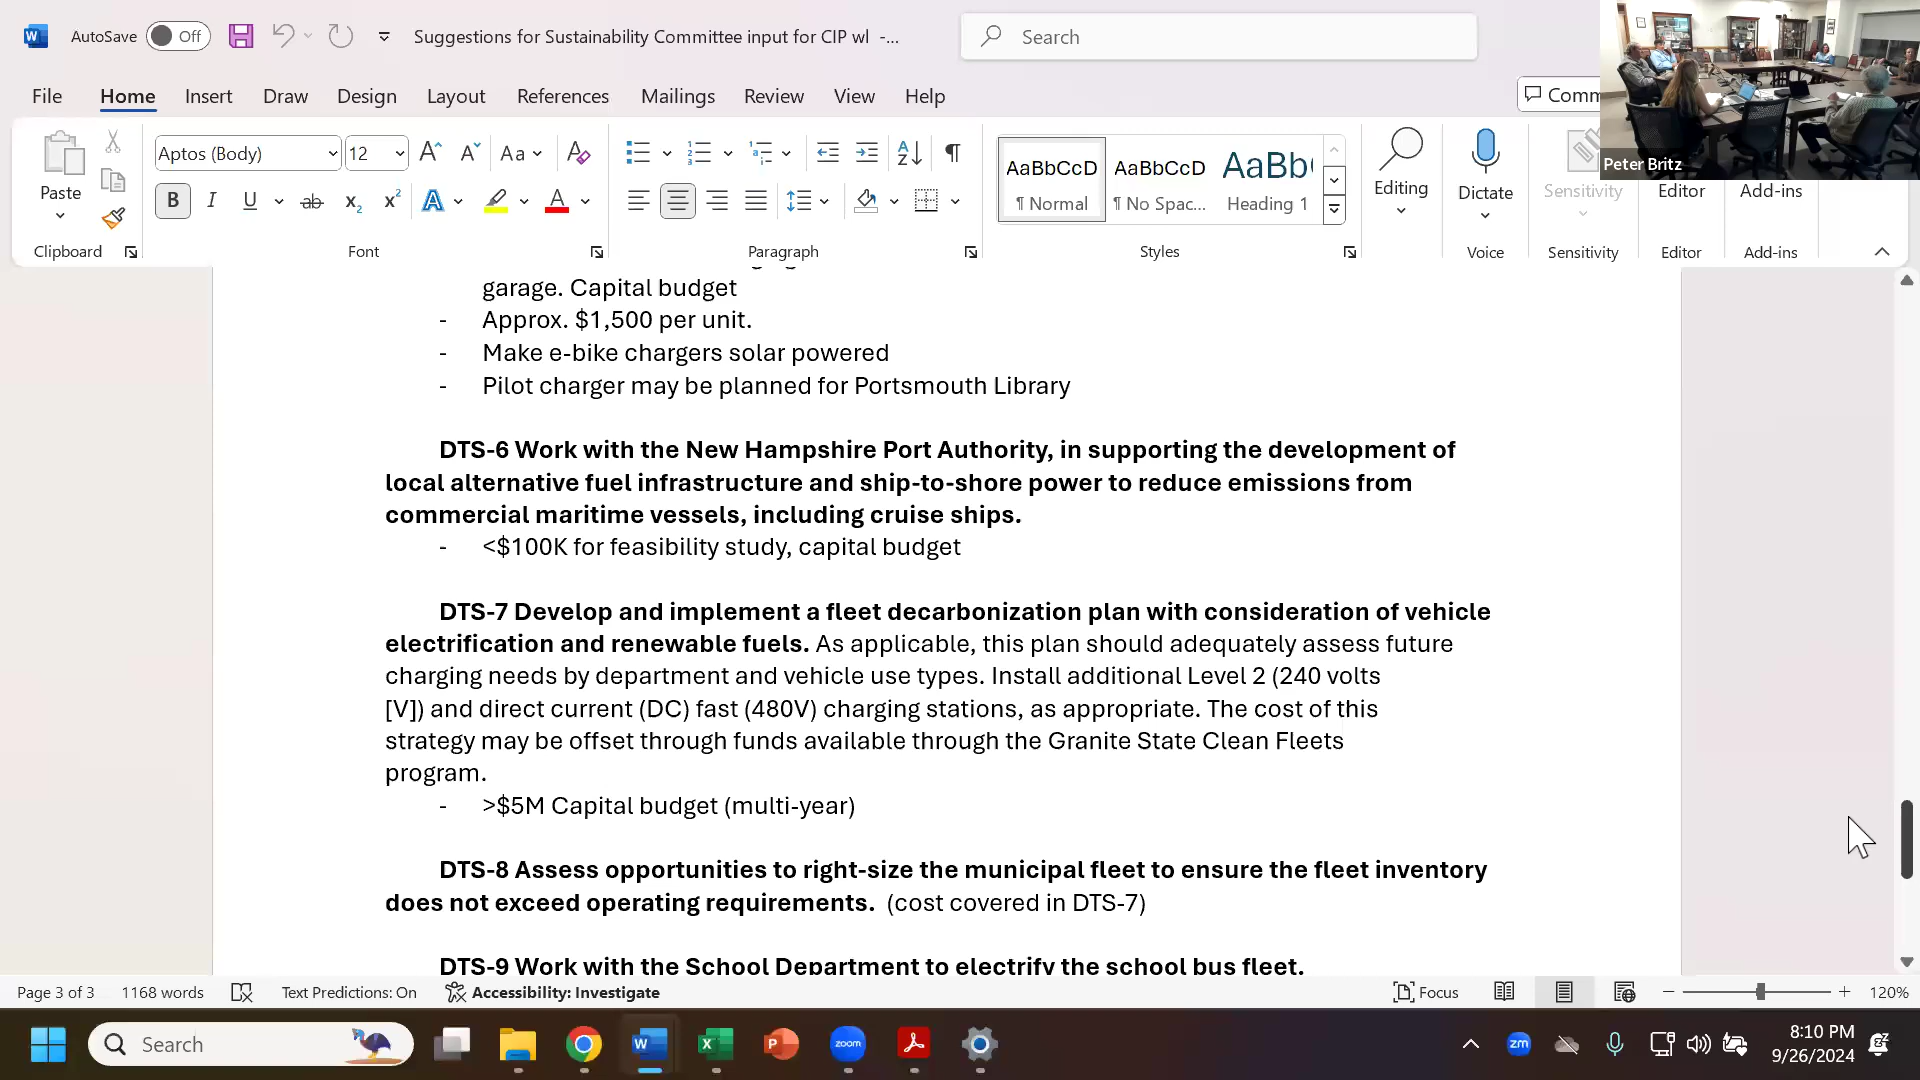 AutoSave Off Suggestions for Sustainability Committee input for CIP wl -... Search
File Home Insert Draw Design Layout References Mailings Review View Help Comm
Peter Britz
Aptos (Body) 12 Aa
B I U ab x₂ x² A A
Paste
AaBbCcD AaBbCcD AaBb(
¶ Normal ¶ No Spac... Heading 1
Editing Dictate Sensitivity Editor Add-ins
Clipboard Font Paragraph Styles Voice Sensitivity Editor Add-ins
garage. Capital budget
- Approx. $1,500 per unit.
- Make e-bike chargers solar powered
- Pilot charger may be planned for Portsmouth Library
DTS-6 Work with the New Hampshire Port Authority, in supporting the development of
local alternative fuel infrastructure and ship-to-shore power to reduce emissions from
commercial maritime vessels, including cruise ships.
- <$100K for feasibility study, capital budget
DTS-7 Develop and implement a fleet decarbonization plan with consideration of vehicle
electrification and renewable fuels. As applicable, this plan should adequately assess future
charging needs by department and vehicle use types. Install additional Level 2 (240 volts
[V]) and direct current (DC) fast (480V) charging stations, as appropriate. The cost of this
strategy may be offset through funds available through the Granite State Clean Fleets
program.
- >$5M Capital budget (multi-year)
DTS-8 Assess opportunities to right-size the municipal fleet to ensure the fleet inventory
does not exceed operating requirements. (cost covered in DTS-7)
DTS-9 Work with the School Department to electrify the school bus fleet.
Page 3 of 3 1168 words Text Predictions: On Accessibility: Investigate Focus 120%
Search zoom zm 8:10 PM
9/26/2024